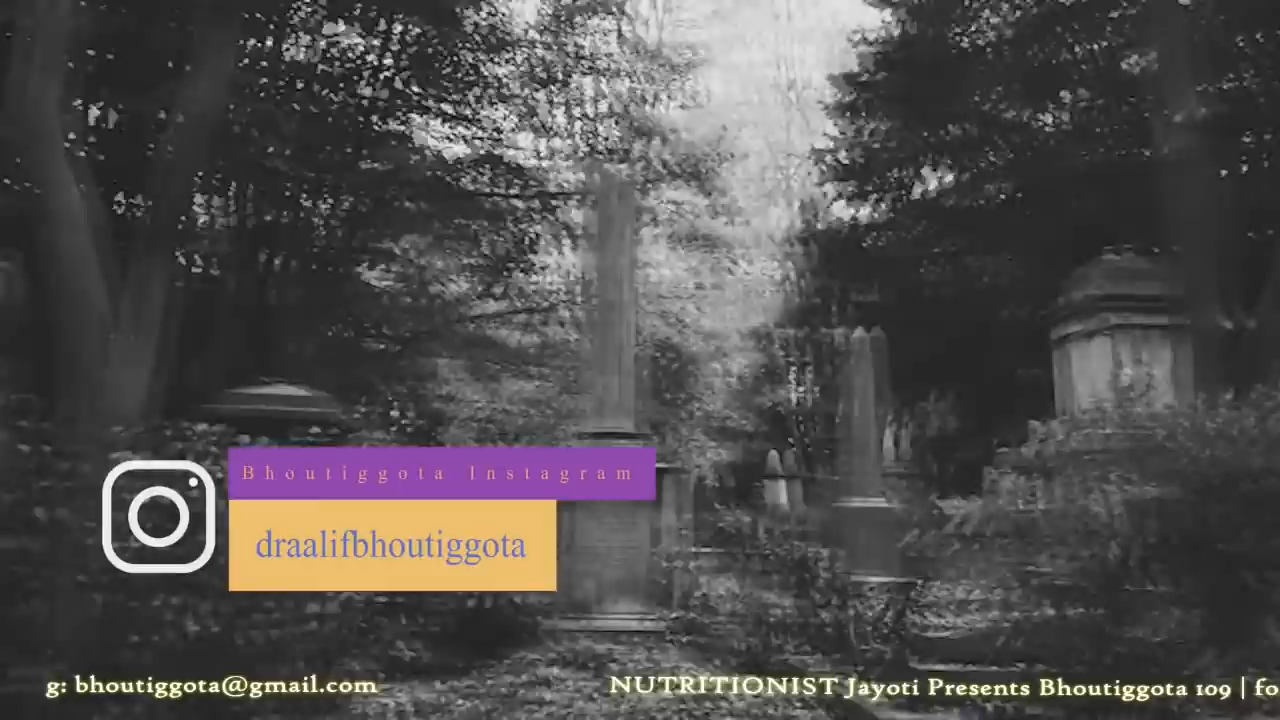 Bhoutiggota Instagram
draalifbhoutiggota
g: bhoutiggota@gmail.com NUTRITIONIST Jayoti Presents Bhoutiggota 109 | fo